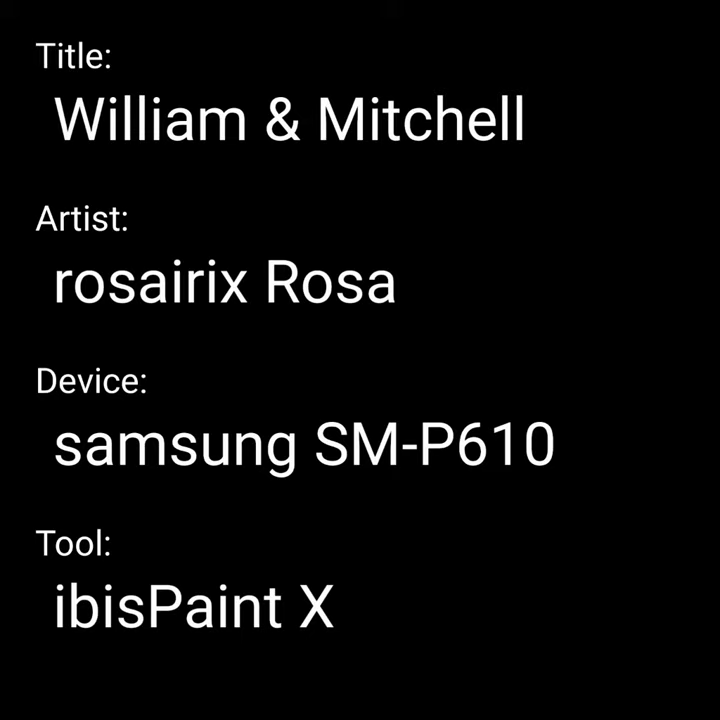 Title:
William & Mitchell
Artist:
rosairix Rosa
Device:
samsung SM-P610
Tool:
ibisPaint X